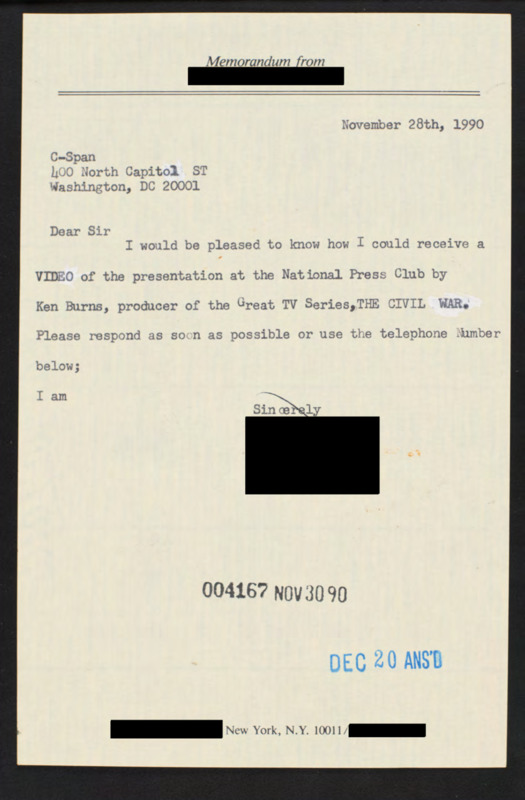 Memorandum from
November 28th, 1990
C-Span
400 North Capitol ST
Washington, DC 20001
Dear Sir
I would be pleased to know how I could receive a
VIDEO of the presentation at the National Press Club by
Ken Burns, producer of the Great TV Series,THE CIVIL WAR.
Please respond as soon as possible or use the telephone Number
below;
I am
Sincerely
004167 NOV 30 90
DEC 20 ANS'D
New York, N.Y. 10011/